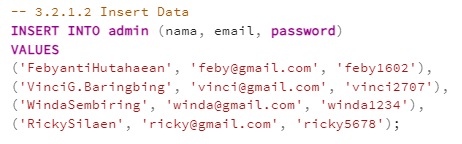 -- 3.2.1.2 Insert Data
INSERT INTO admin (nama, email, password)
VALUES
('FebyantiHutahaean', 'feby@gmail.com', 'feby1602'),
('VinciG.Baringbing', 'vinci@gmail.com', 'vinci2707'),
('WindaSembiring', 'winda@gmail.com', 'winda1234'),
('RickySilaen', 'ricky@gmail.com', 'ricky5678');